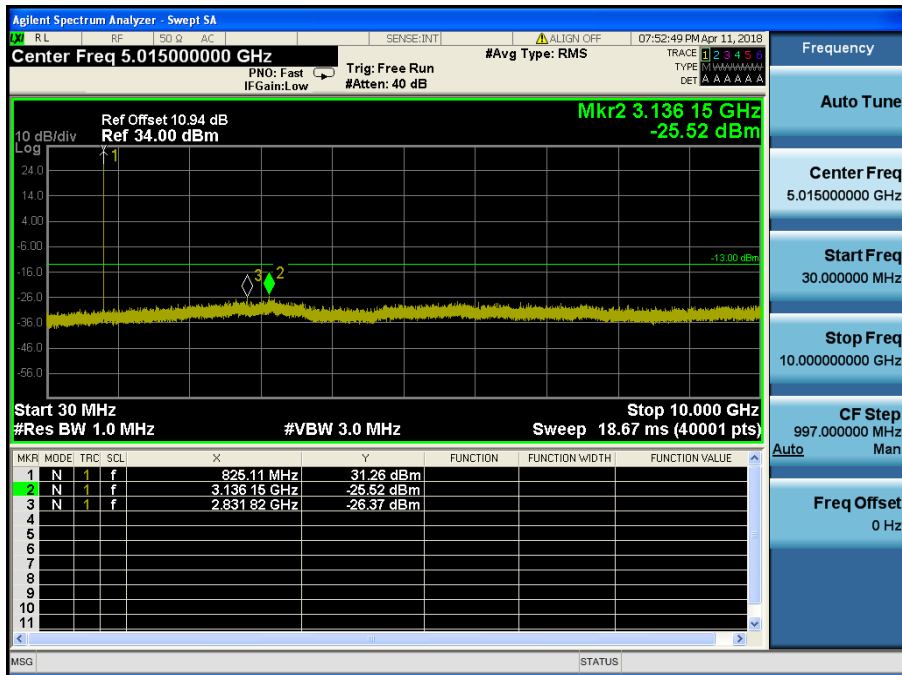 Agilent Spectrum Analyzer - Swept SA
LXI RL RF 50 Ω AC SENSE:INT ALIGN OFF 07:52:49 PM Apr 11, 2018
Center Freq 5.015000000 GHz
PNO: Fast
IFGain:Low
Trig: Free Run
#Atten: 40 dB
#Avg Type: RMS
TRACE 1 2 3 4 5 6
TYPE M W W W W W
DET A A A A A A
Mkr2 3.136 15 GHz
-25.52 dBm
Ref Offset 10.94 dB
Ref 34.00 dBm
10 dB/div
Log
1
24.0
14.0
4.00
-6.00
-13.00 dBm
-16.0
3 2
-26.0
-36.0
-46.0
-56.0
Start 30 MHz
Stop 10.000 GHz
#Res BW 1.0 MHz
#VBW 3.0 MHz
Sweep 18.67 ms (40001 pts)
MKR MODE TRC SCL X Y FUNCTION FUNCTION WIDTH FUNCTION VALUE
1 N 1 f 825.11 MHz 31.26 dBm
2 N 1 f 3.136 15 GHz -25.52 dBm
3 N 1 f 2.831 82 GHz -26.37 dBm
4
5
6
7
8
9
10
11
MSG
STATUS
Frequency
Auto Tune
Center Freq
5.015000000 GHz
Start Freq
30.000000 MHz
Stop Freq
10.000000000 GHz
CF Step
997.000000 MHz
Auto Man
Freq Offset
0 Hz